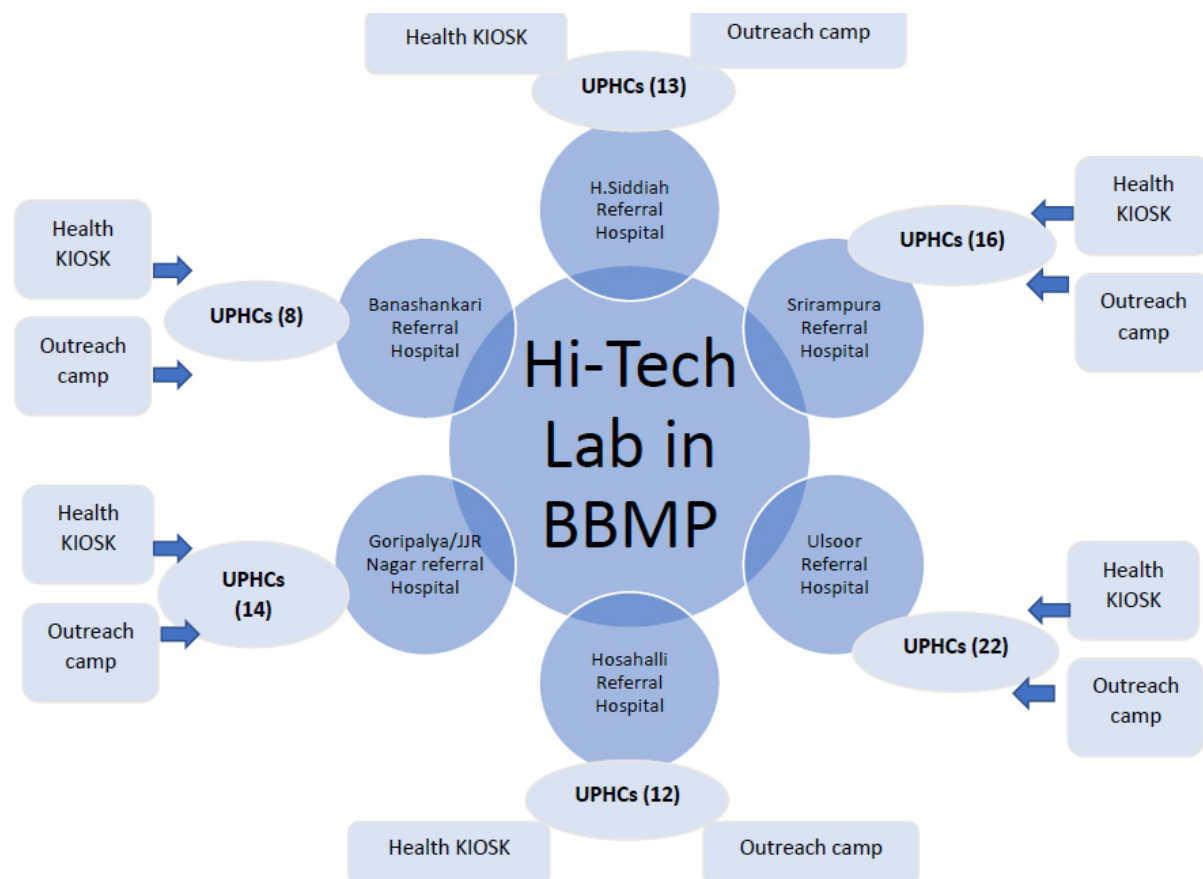 Health KIOSK
Outreach camp
UPHCs (13)
H.Siddiah
Referral
Hospital
Health
KIOSK
Outreach
camp
UPHCs (8)
Banashankari
Referral
Hospital
Srirampura
Referral
Hospital
UPHCs (16)
Health
KIOSK
Outreach
camp
Hi-Tech
Lab in
BBMP
Health
KIOSK
Outreach
camp
UPHCs
(14)
Goripalya/JJR
Nagar referral
Hospital
Ulsoor
Referral
Hospital
UPHCs (22)
Health
KIOSK
Outreach
camp
Hosahalli
Referral
Hospital
UPHCs (12)
Health KIOSK
Outreach camp